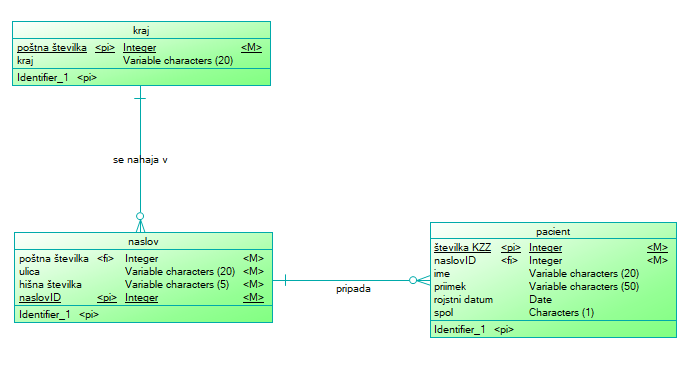 kraj
poštna številka <pi> Integer <M>
kraj Variable characters (20)
Identifier_1 <pi>
se nahaja v
naslov
poštna številka <fi> Integer <M>
ulica Variable characters (20) <M>
hišna številka Variable characters (5) <M>
naslovID <pi> Integer <M>
Identifier_1 <pi>
pripada
pacient
številka KZZ <pi> Integer <M>
naslovID <fi> Integer <M>
ime Variable characters (20)
priimek Variable characters (50)
rojstni datum Date
spol Characters (1)
Identifier_1 <pi>